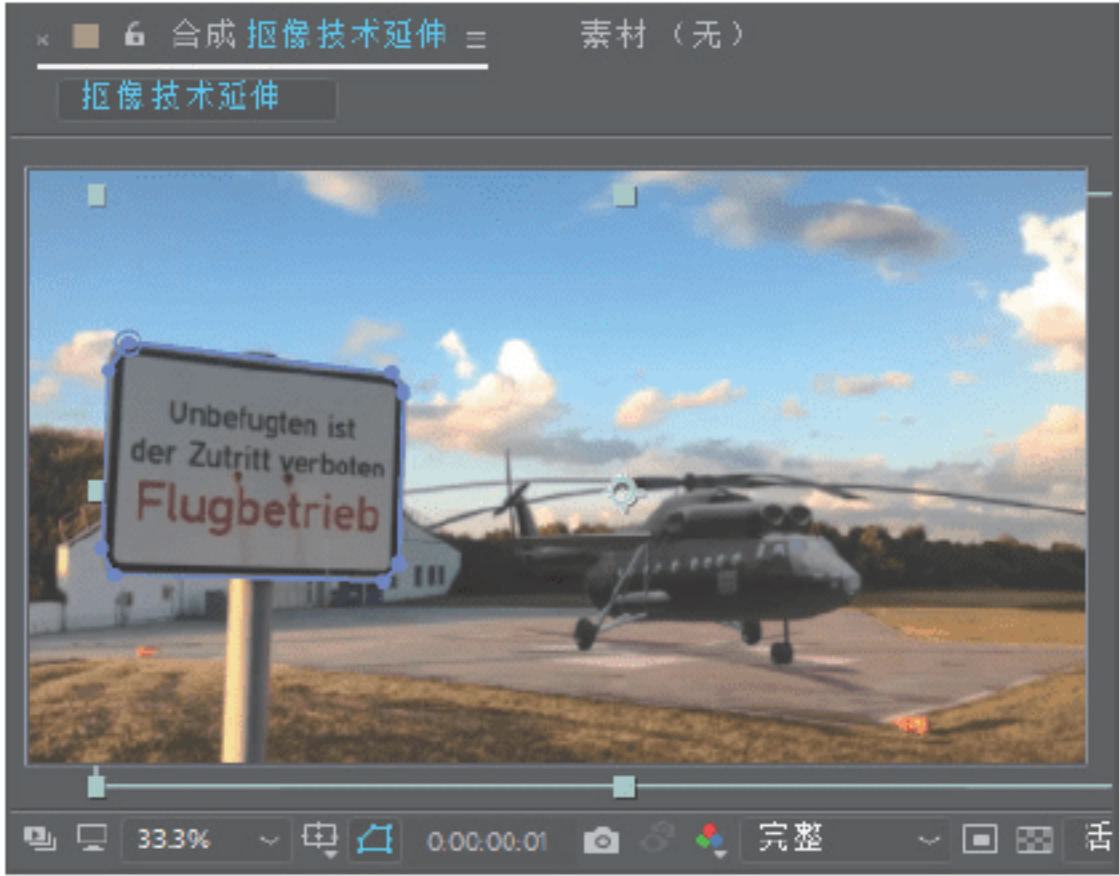 合成 抠像技术延伸 素材（无）
抠像技术延伸
Unbefugten ist
der Zutritt verboten
Flugbetrieb
33.3% 0:00:00:01 完整 活